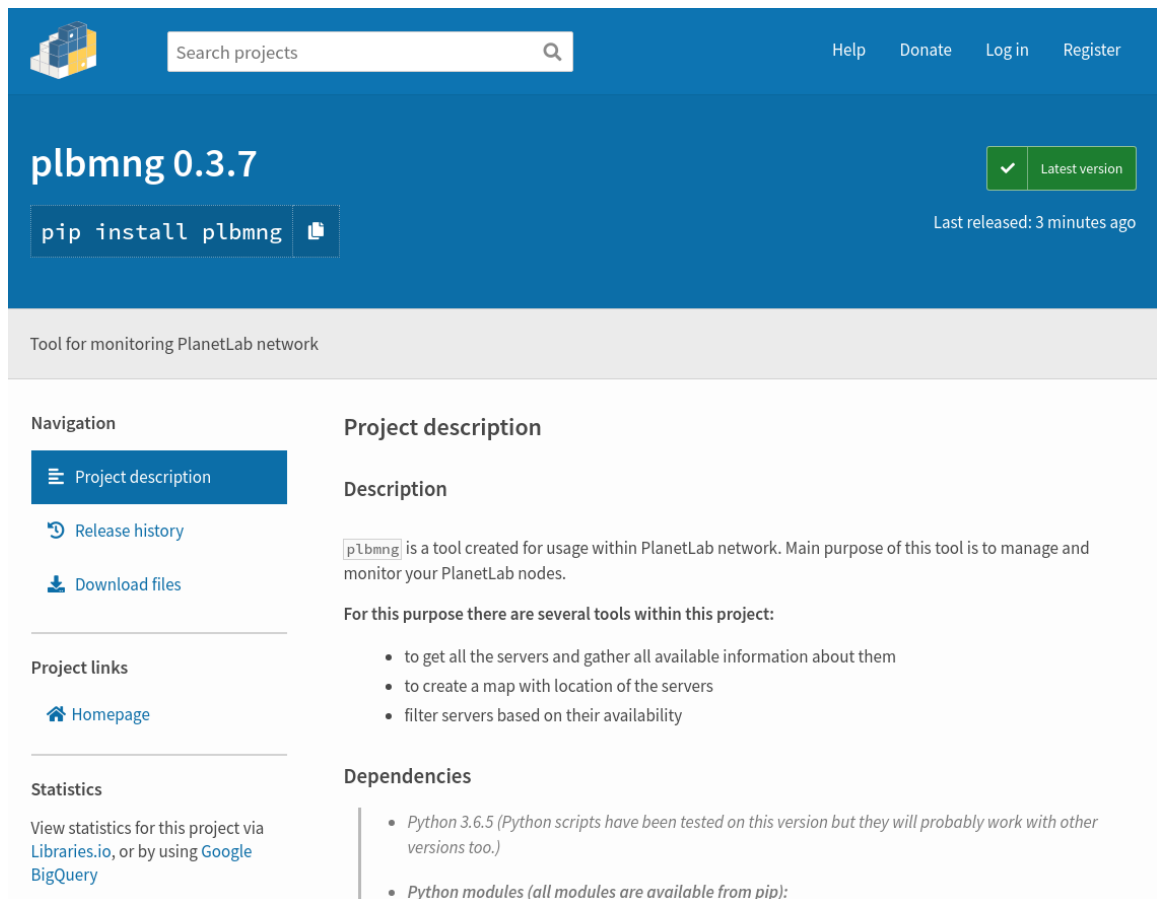 Search projects
Help Donate Log in Register
plbmng 0.3.7
Latest version
pip install plbmng
Last released: 3 minutes ago
Tool for monitoring PlanetLab network
Navigation
Project description
Release history
Download files
Project links
Homepage
Statistics
View statistics for this project via
Libraries.io, or by using Google
BigQuery
Project description
Description
plbmng is a tool created for usage within PlanetLab network. Main purpose of this tool is to manage and
monitor your PlanetLab nodes.
For this purpose there are several tools within this project:
• to get all the servers and gather all available information about them
• to create a map with location of the servers
• filter servers based on their availability
Dependencies
• Python 3.6.5 (Python scripts have been tested on this version but they will probably work with other
versions too.)
• Python modules (all modules are available from pip):